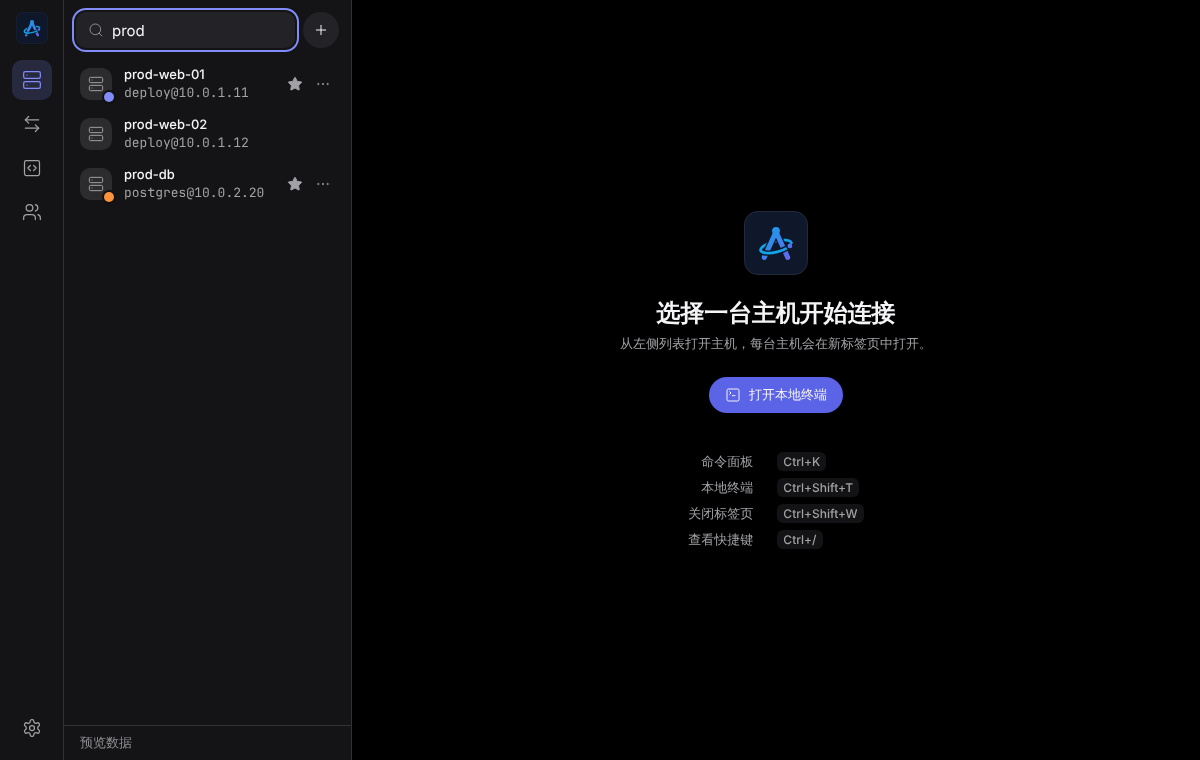 prod
prod-web-01
deploy@10.0.1.11
prod-web-02
deploy@10.0.1.12
prod-db
postgres@10.0.2.20
预览数据
选择一台主机开始连接
从左侧列表打开主机，每台主机会在新标签页中打开。
打开本地终端
命令面板 Ctrl+K
本地终端 Ctrl+Shift+T
关闭标签页 Ctrl+Shift+W
查看快捷键 Ctrl+/